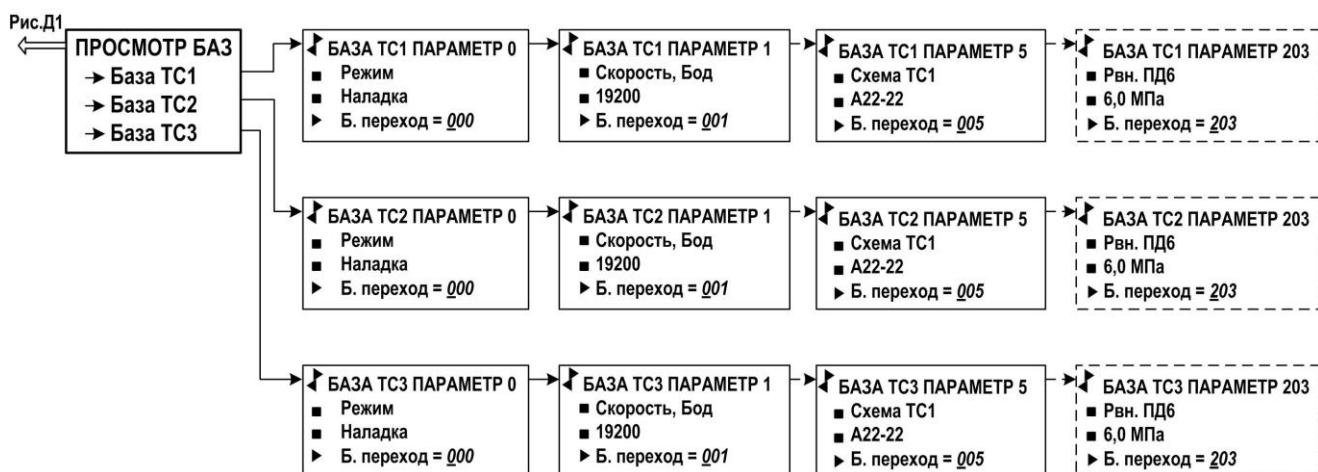 Рис.Д1
ПРОСМОТР БАЗ
База ТС1
База ТС2
База ТС3
БАЗА ТС1 ПАРАМЕТР 0
Режим
Наладка
Б. переход = 000
БАЗА ТС1 ПАРАМЕТР 1
Скорость, Бод
19200
Б. переход = 001
БАЗА ТС1 ПАРАМЕТР 5
Схема ТС1
А22-22
Б. переход = 005
БАЗА ТС1 ПАРАМЕТР 203
Рвн. ПД6
6,0 МПа
Б. переход = 203
БАЗА ТС2 ПАРАМЕТР 0
Режим
Наладка
Б. переход = 000
БАЗА ТС2 ПАРАМЕТР 1
Скорость, Бод
19200
Б. переход = 001
БАЗА ТС2 ПАРАМЕТР 5
Схема ТС1
А22-22
Б. переход = 005
БАЗА ТС2 ПАРАМЕТР 203
Рвн. ПД6
6,0 МПа
Б. переход = 203
БАЗА ТС3 ПАРАМЕТР 0
Режим
Наладка
Б. переход = 000
БАЗА ТС3 ПАРАМЕТР 1
Скорость, Бод
19200
Б. переход = 001
БАЗА ТС3 ПАРАМЕТР 5
Схема ТС1
А22-22
Б. переход = 005
БАЗА ТС3 ПАРАМЕТР 203
Рвн. ПД6
6,0 МПа
Б. переход = 203